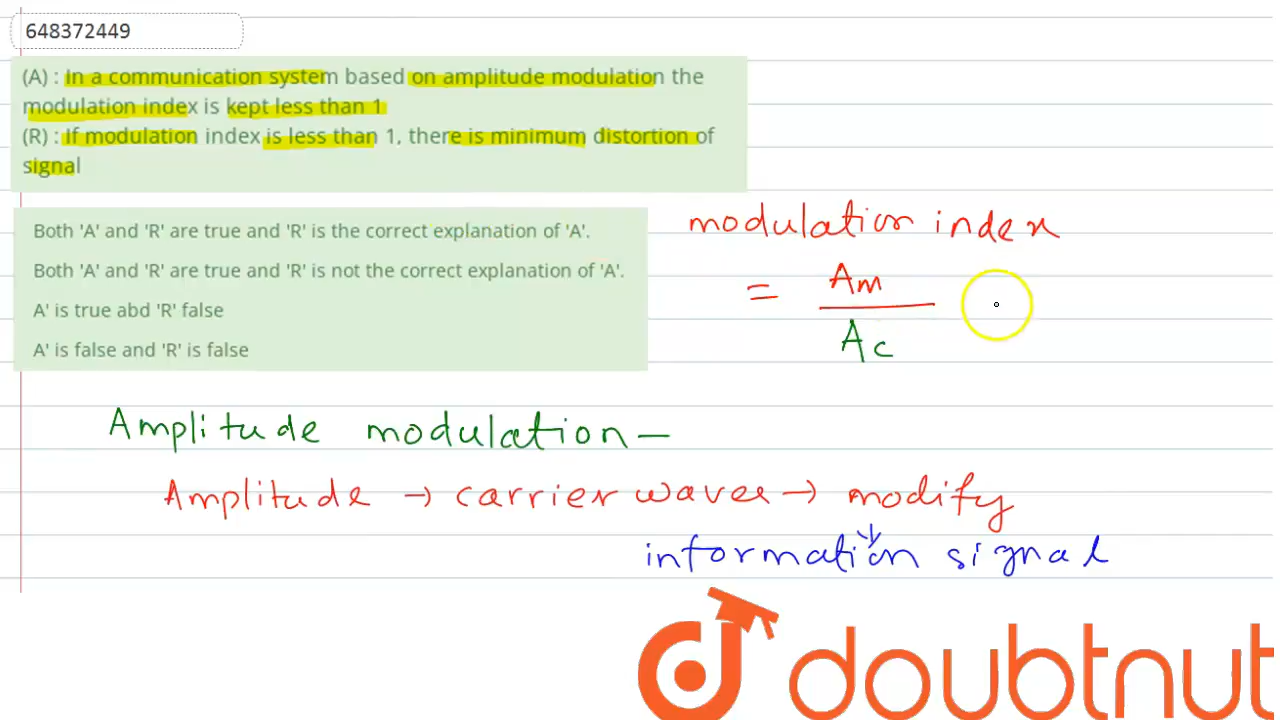 648372449
(A) : In a communication system based on amplitude modulation the
modulation index is kept less than 1
(R) : If modulation index is less than 1, there is minimum distortion of
signal
Both 'A' and 'R' are true and 'R' is the correct explanation of 'A'.
Both 'A' and 'R' are true and 'R' is not the correct explanation of 'A'.
A' is true abd 'R' false
A' is false and 'R' is false
modulation index
= Am
Ac
Amplitude modulation —
Amplitude → carrier waves → modify
information signal
doubtnut